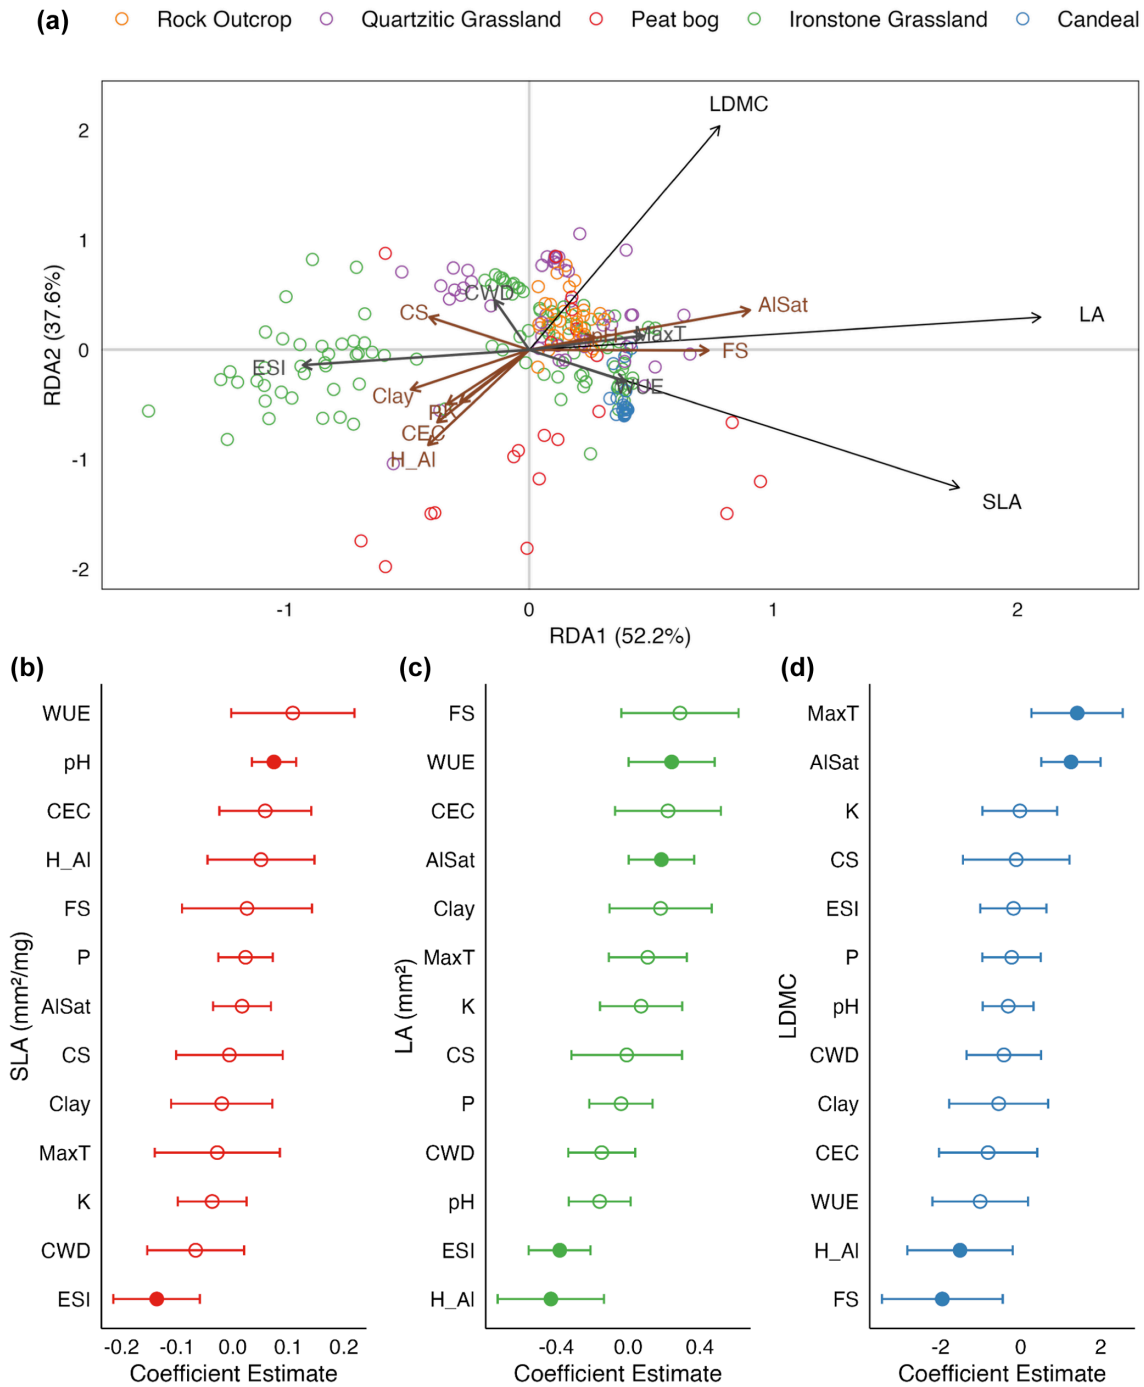 (a)
Rock Outcrop Quartzitic Grassland Peat bog Ironstone Grassland Candeal
LDMC
LA
SLA
AlSat
FS
MaxT
pH
WUE
CWD
CS
ESI
Clay
P
K
CEC
H_Al
RDA2 (37.6%)
2
1
0
-1
-2
-1 0 1 2
RDA1 (52.2%)
(b)
SLA (mm²/mg)
WUE
pH
CEC
H_Al
FS
P
AlSat
CS
Clay
MaxT
K
CWD
ESI
-0.2 -0.1 0.0 0.1 0.2
Coefficient Estimate
(c)
LA (mm²)
FS
WUE
CEC
AlSat
Clay
MaxT
K
CS
P
CWD
pH
ESI
H_Al
-0.4 0.0 0.4
Coefficient Estimate
(d)
LDMC
MaxT
AlSat
K
CS
ESI
P
pH
CWD
Clay
CEC
WUE
H_Al
FS
-2 0 2
Coefficient Estimate